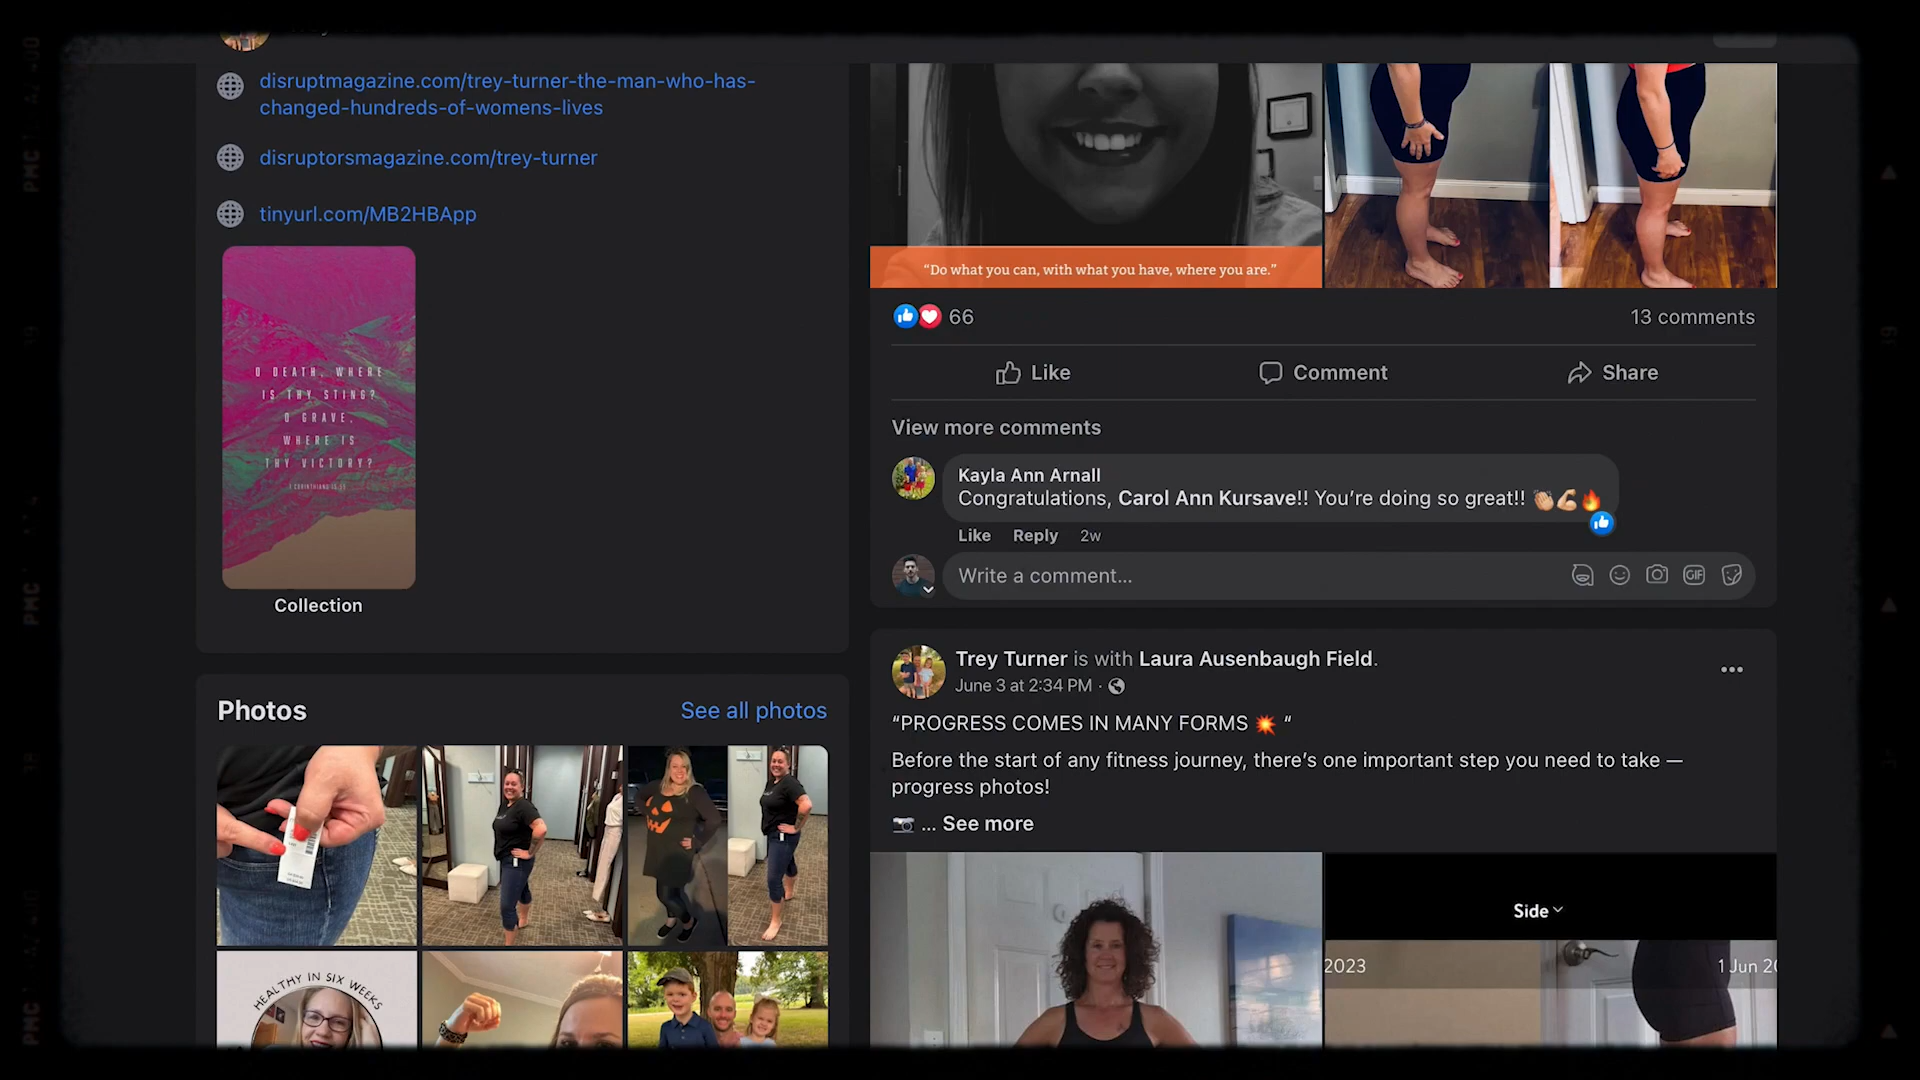 disruptmagazine.com/trey-turner-the-man-who-has-
changed-hundreds-of-womens-lives
disruptorsmagazine.com/trey-turner
tinyurl.com/MB2HBApp
O DEATH, WHERE
IS THY STING?
O GRAVE,
WHERE IS
THY VICTORY?
Collection
Photos
See all photos
HEALTHY IN SIX WEEKS
“Do what you can, with what you have, where you are.”
66
13 comments
Like
Comment
Share
View more comments
Kayla Ann Arnall
Congratulations, Carol Ann Kursave!! You’re doing so great!! 👏🏼💪🏼🔥
Like Reply 2w
Write a comment...
GIF
Trey Turner is with Laura Ausenbaugh Field.
June 3 at 2:34 PM ·
“PROGRESS COMES IN MANY FORMS 💥 “
Before the start of any fitness journey, there’s one important step you need to take —
progress photos!
📷 ... See more
Side
2023
1 Jun 20
PMC
PMC
PMC